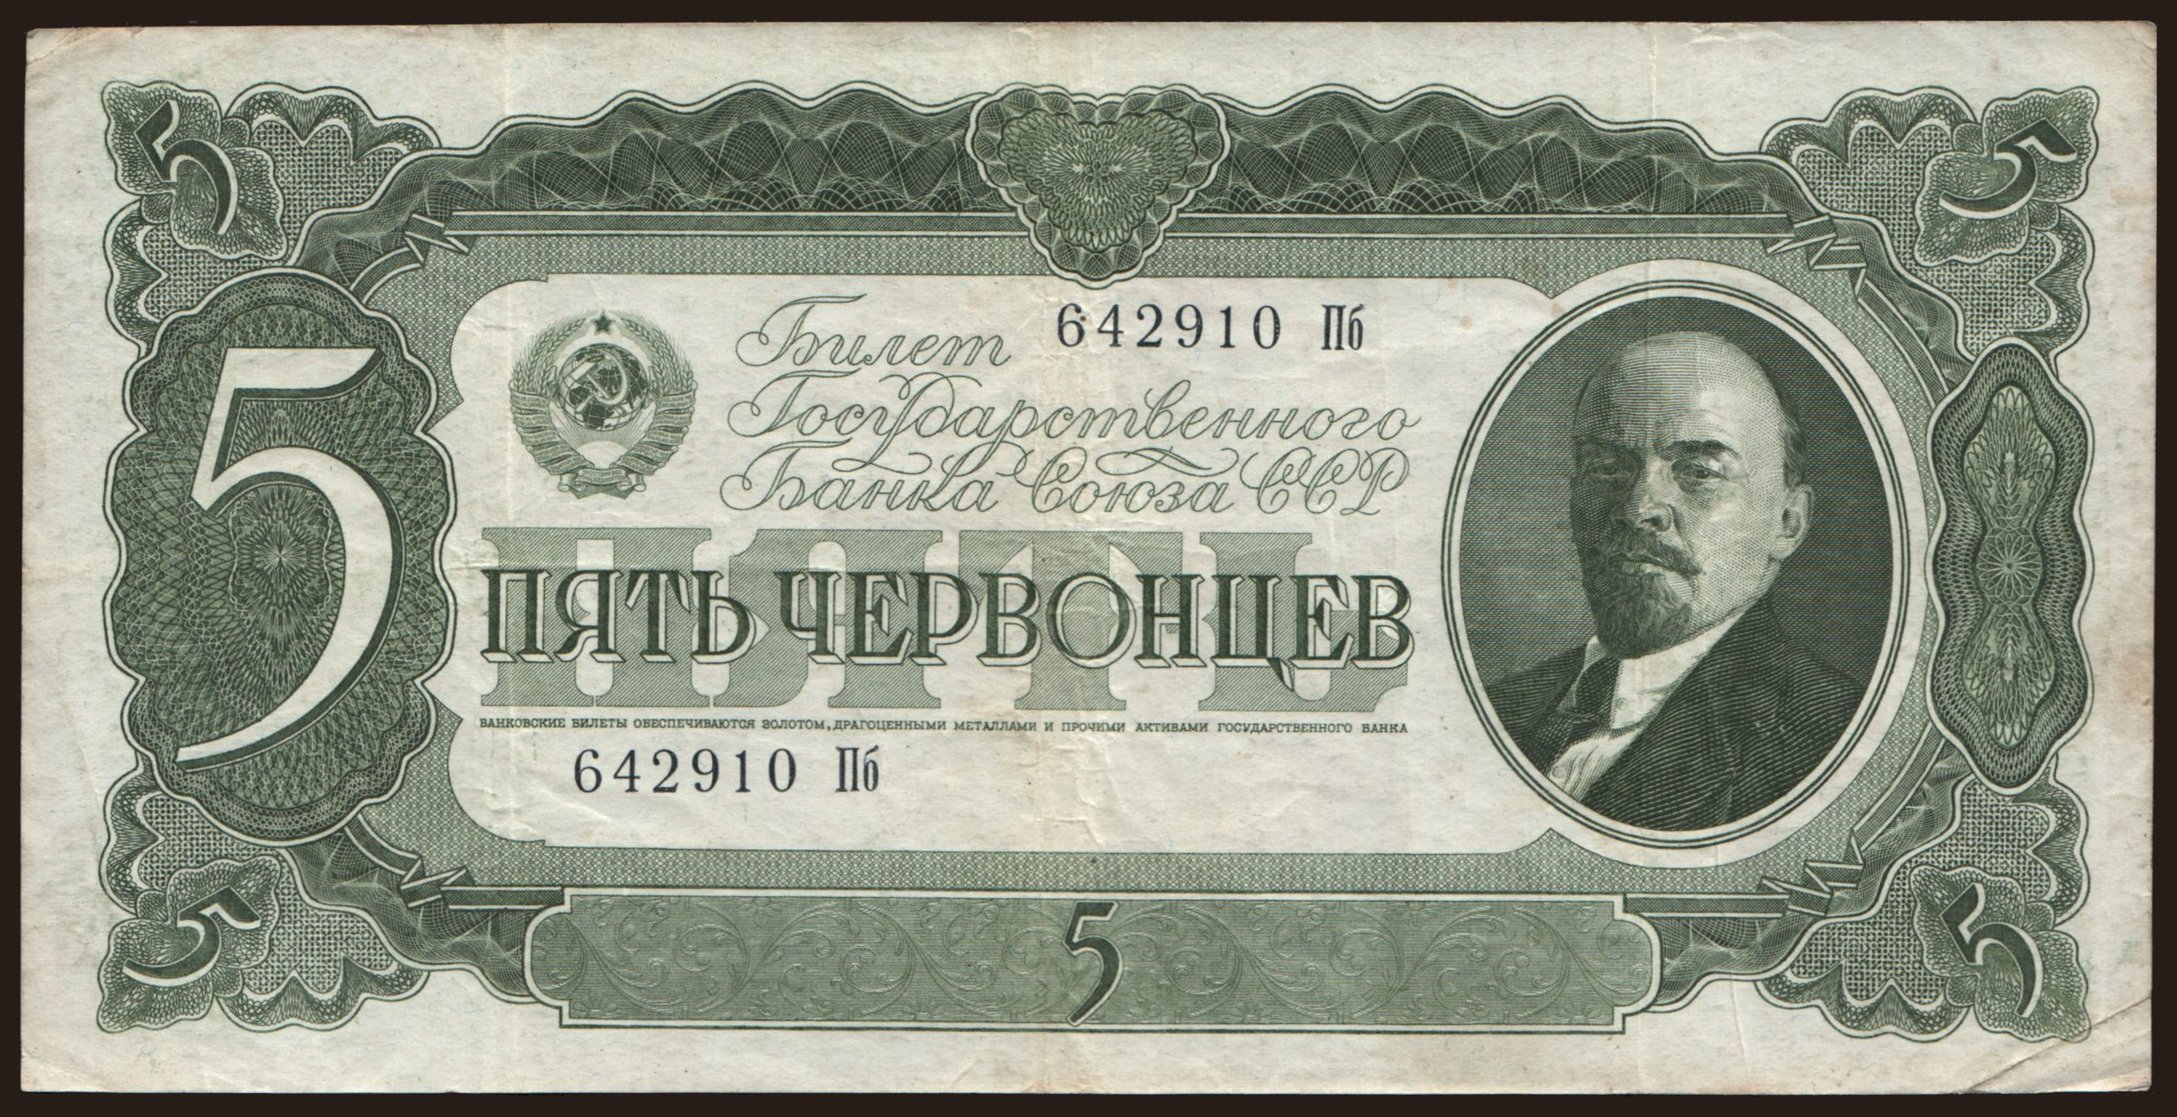 5 5
Билет 642910 Пб
Государственного
Банка Союза ССР
5
ПЯТЬ
ПЯТЬ ЧЕРВОНЦЕВ
БАНКОВСКИЕ БИЛЕТЫ ОБЕСПЕЧИВАЮТСЯ ЗОЛОТОМ, ДРАГОЦЕННЫМИ МЕТАЛЛАМИ И ПРОЧИМИ АКТИВАМИ ГОСУДАРСТВЕННОГО БАНКА
642910 Пб
5 5 5